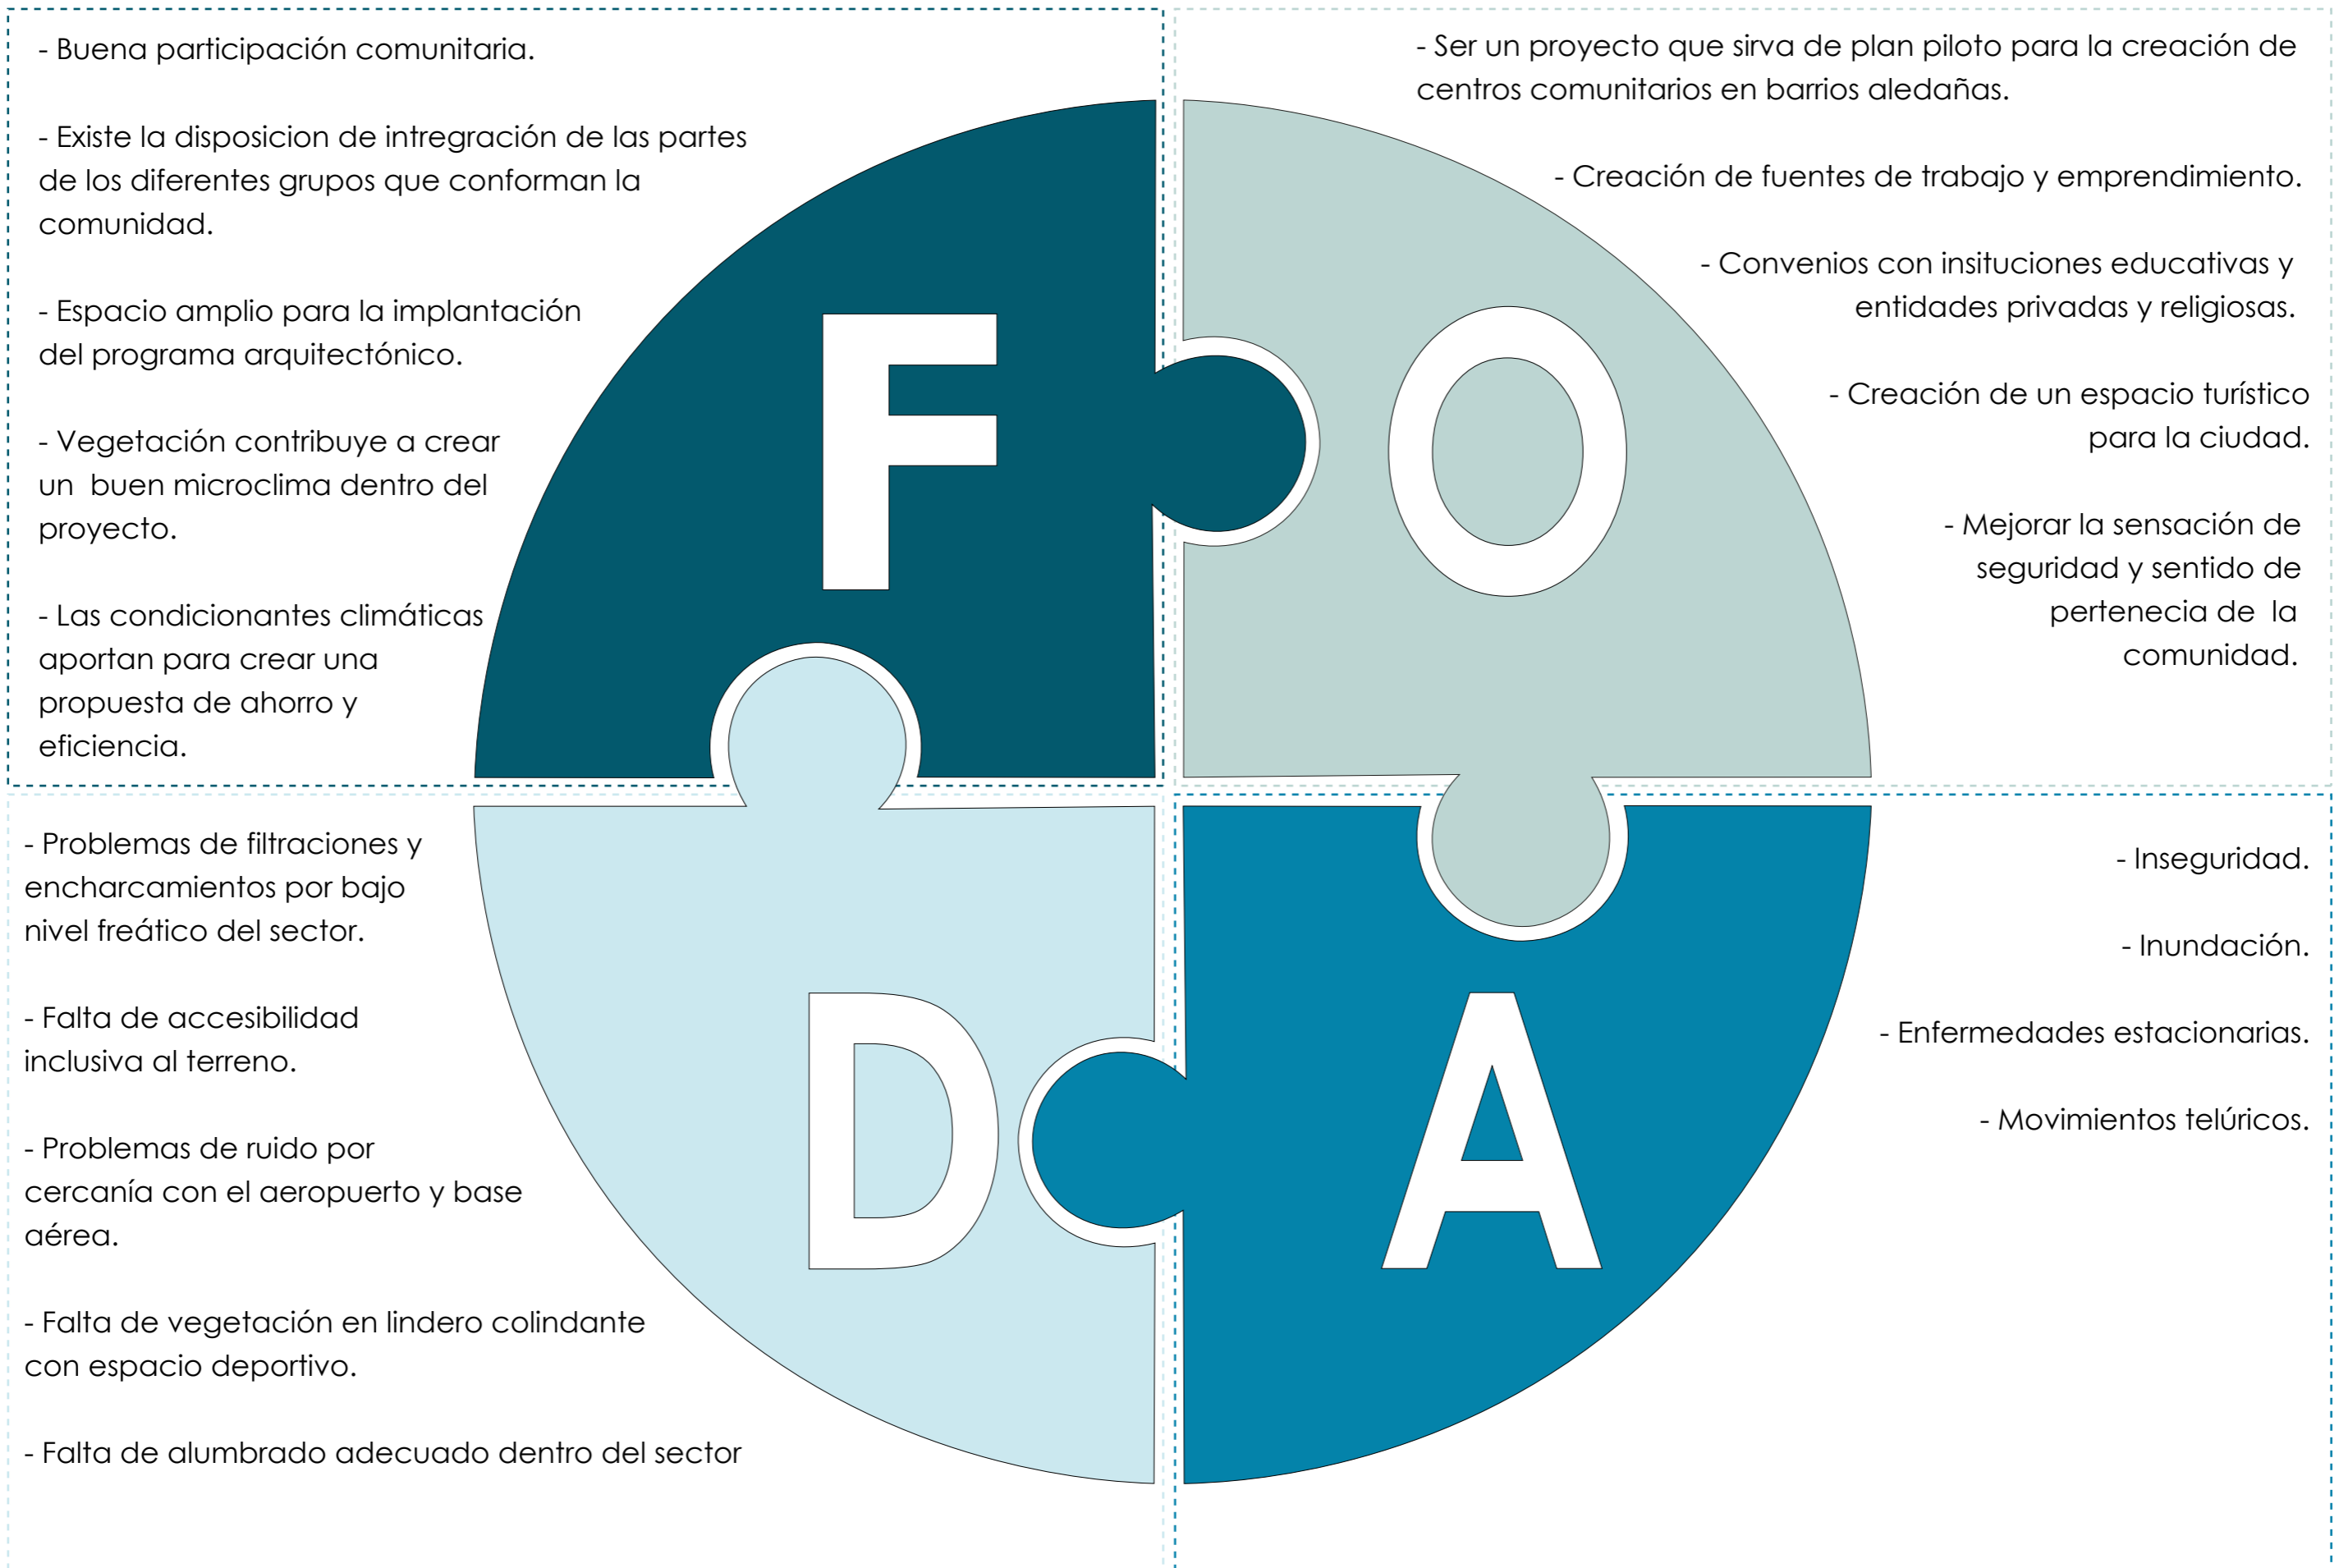 - Buena participación comunitaria.
- Existe la disposicion de intregración de las partes
de los diferentes grupos que conforman la
comunidad.
- Espacio amplio para la implantación
del programa arquitectónico.
- Vegetación contribuye a crear
un  buen microclima dentro del
proyecto.
- Las condicionantes climáticas
aportan para crear una
propuesta de ahorro y
eficiencia.
F
- Ser un proyecto que sirva de plan piloto para la creación de
centros comunitarios en barrios aledañas.
- Creación de fuentes de trabajo y emprendimiento.
- Convenios con insituciones educativas y
entidades privadas y religiosas.
- Creación de un espacio turístico
para la ciudad.
- Mejorar la sensación de
seguridad y sentido de
pertenecia de  la
comunidad.
O
- Problemas de filtraciones y
encharcamientos por bajo
nivel freático del sector.
- Falta de accesibilidad
inclusiva al terreno.
- Problemas de ruido por
cercanía con el aeropuerto y base
aérea.
- Falta de vegetación en lindero colindante
con espacio deportivo.
- Falta de alumbrado adecuado dentro del sector
D
- Inseguridad.
- Inundación.
- Enfermedades estacionarias.
- Movimientos telúricos.
A